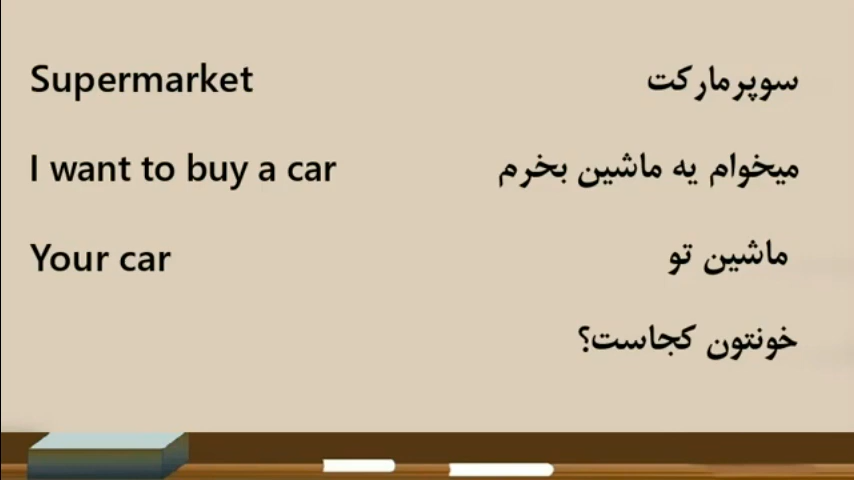 Supermarket سوپرمارکت
I want to buy a car میخوام یه ماشین بخرم
Your car ماشین تو
خونتون کجاست؟